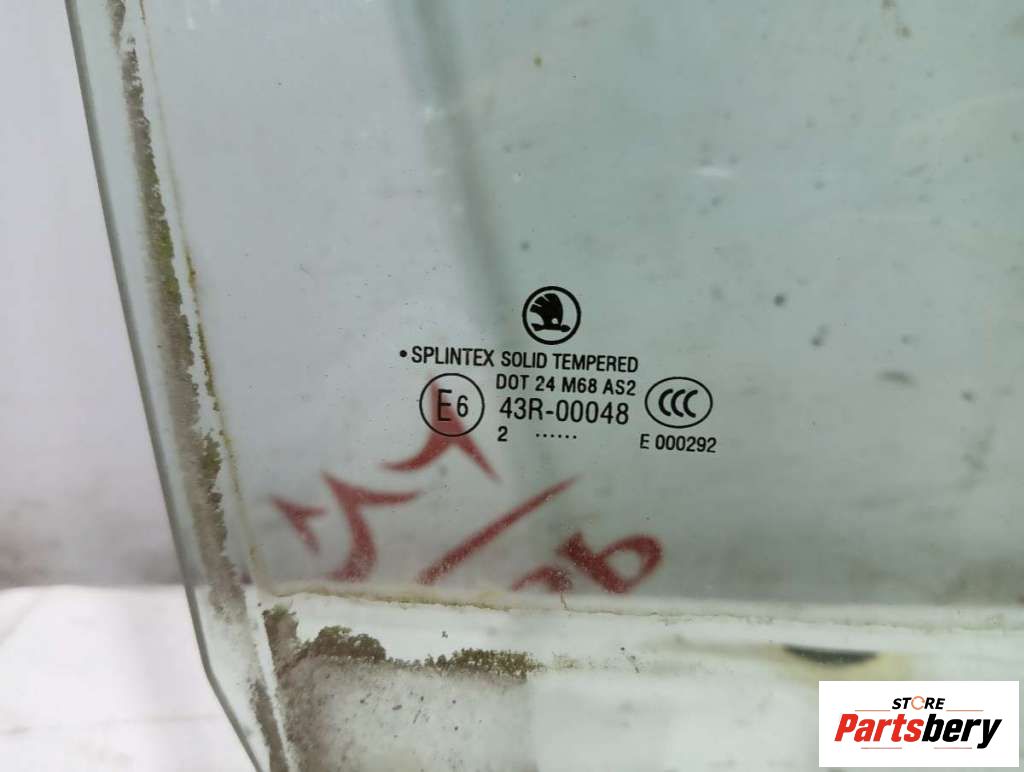 • SPLINTEX SOLID TEMPERED
DOT 24 M68 AS2
E6 43R-00048 CCC
2 ...... E 000292
STORE
Partsbery